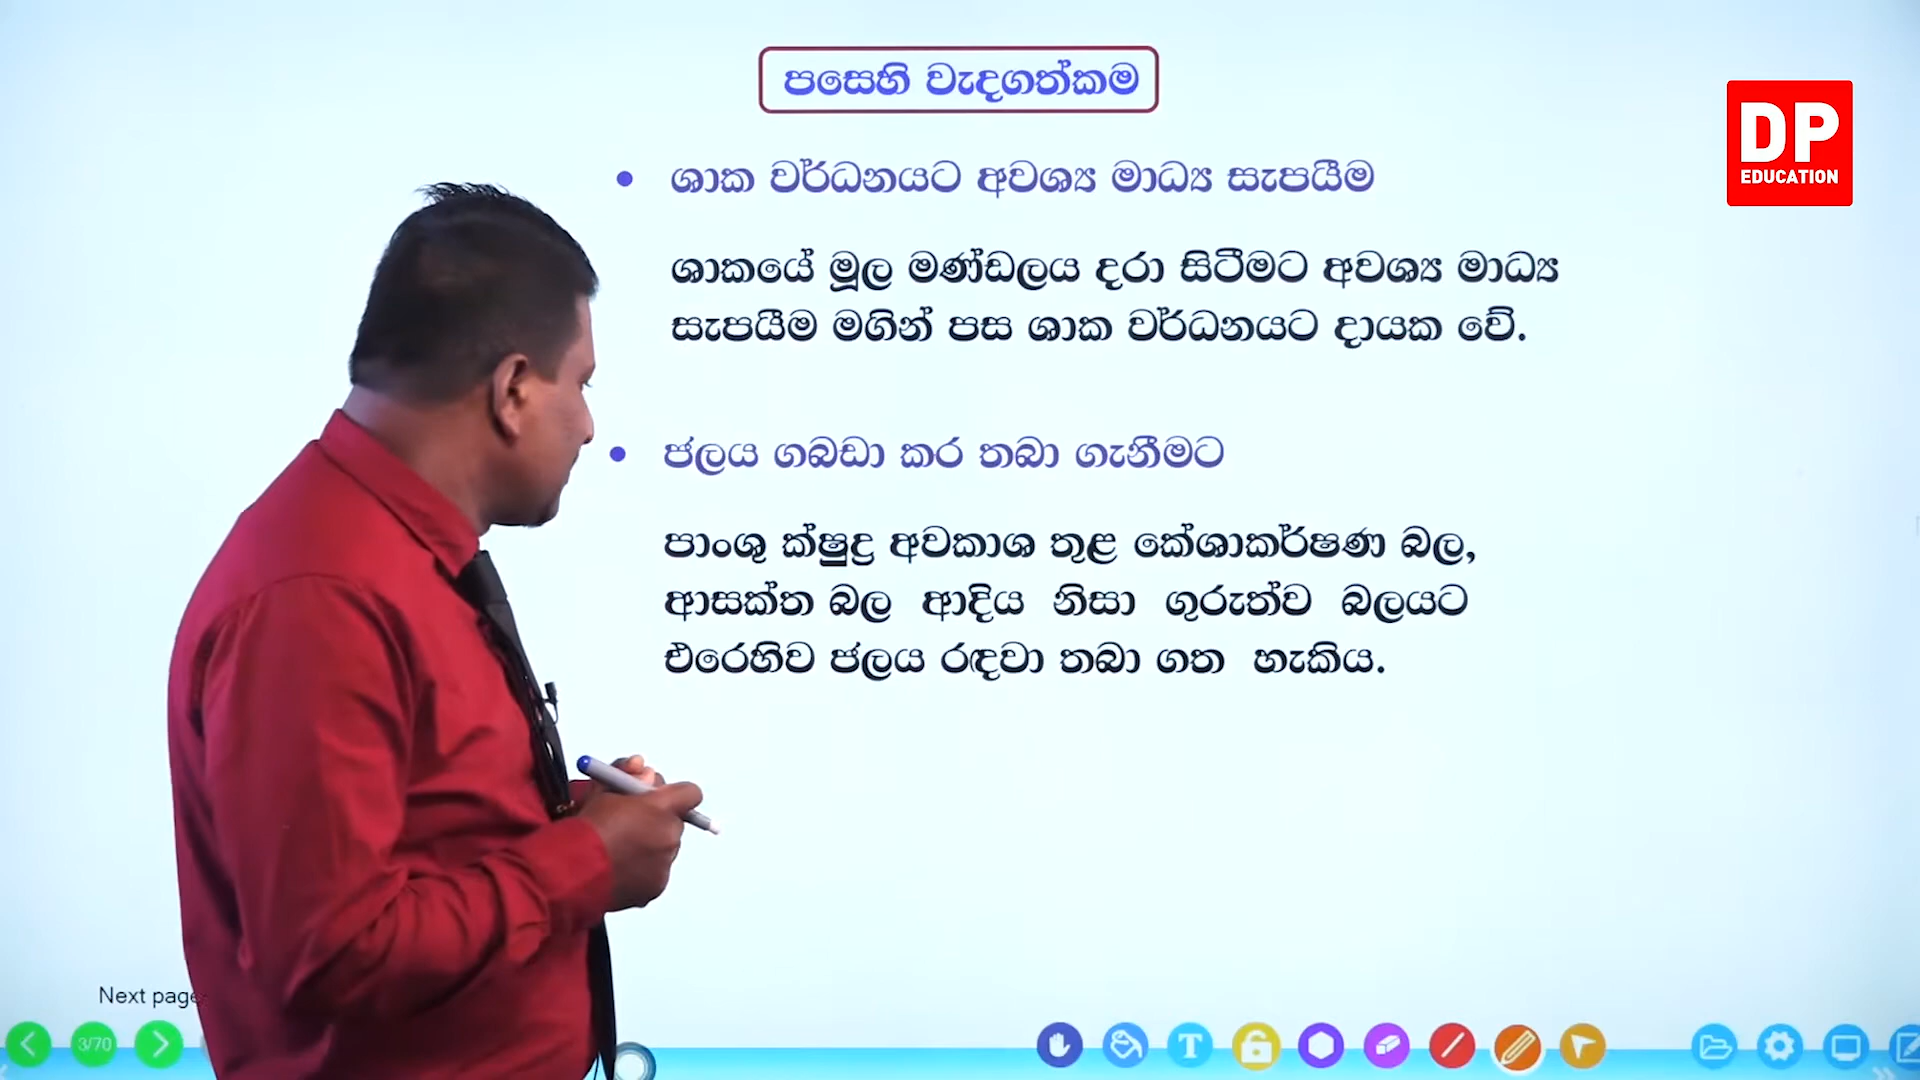 පසෙහි වැදගත්කම
DP
EDUCATION
• ශාක වර්ධනයට අවශ්‍ය මාධ්‍ය සැපයීම
ශාකයේ මූල මණ්ඩලය දරා සිටීමට අවශ්‍ය මාධ්‍ය
සැපයීම මගින් පස ශාක වර්ධනයට දායක වේ.
• ජලය ගබඩා කර තබා ගැනීමට
පාංශු ක්ෂුද්‍ර අවකාශ තුළ කේශාකර්ෂණ බල,
ආසක්ත බල ආදිය නිසා ගුරුත්ව බලයට
එරෙහිව ජලය රඳවා තබා ගත හැකිය.
Next page
3/70
T